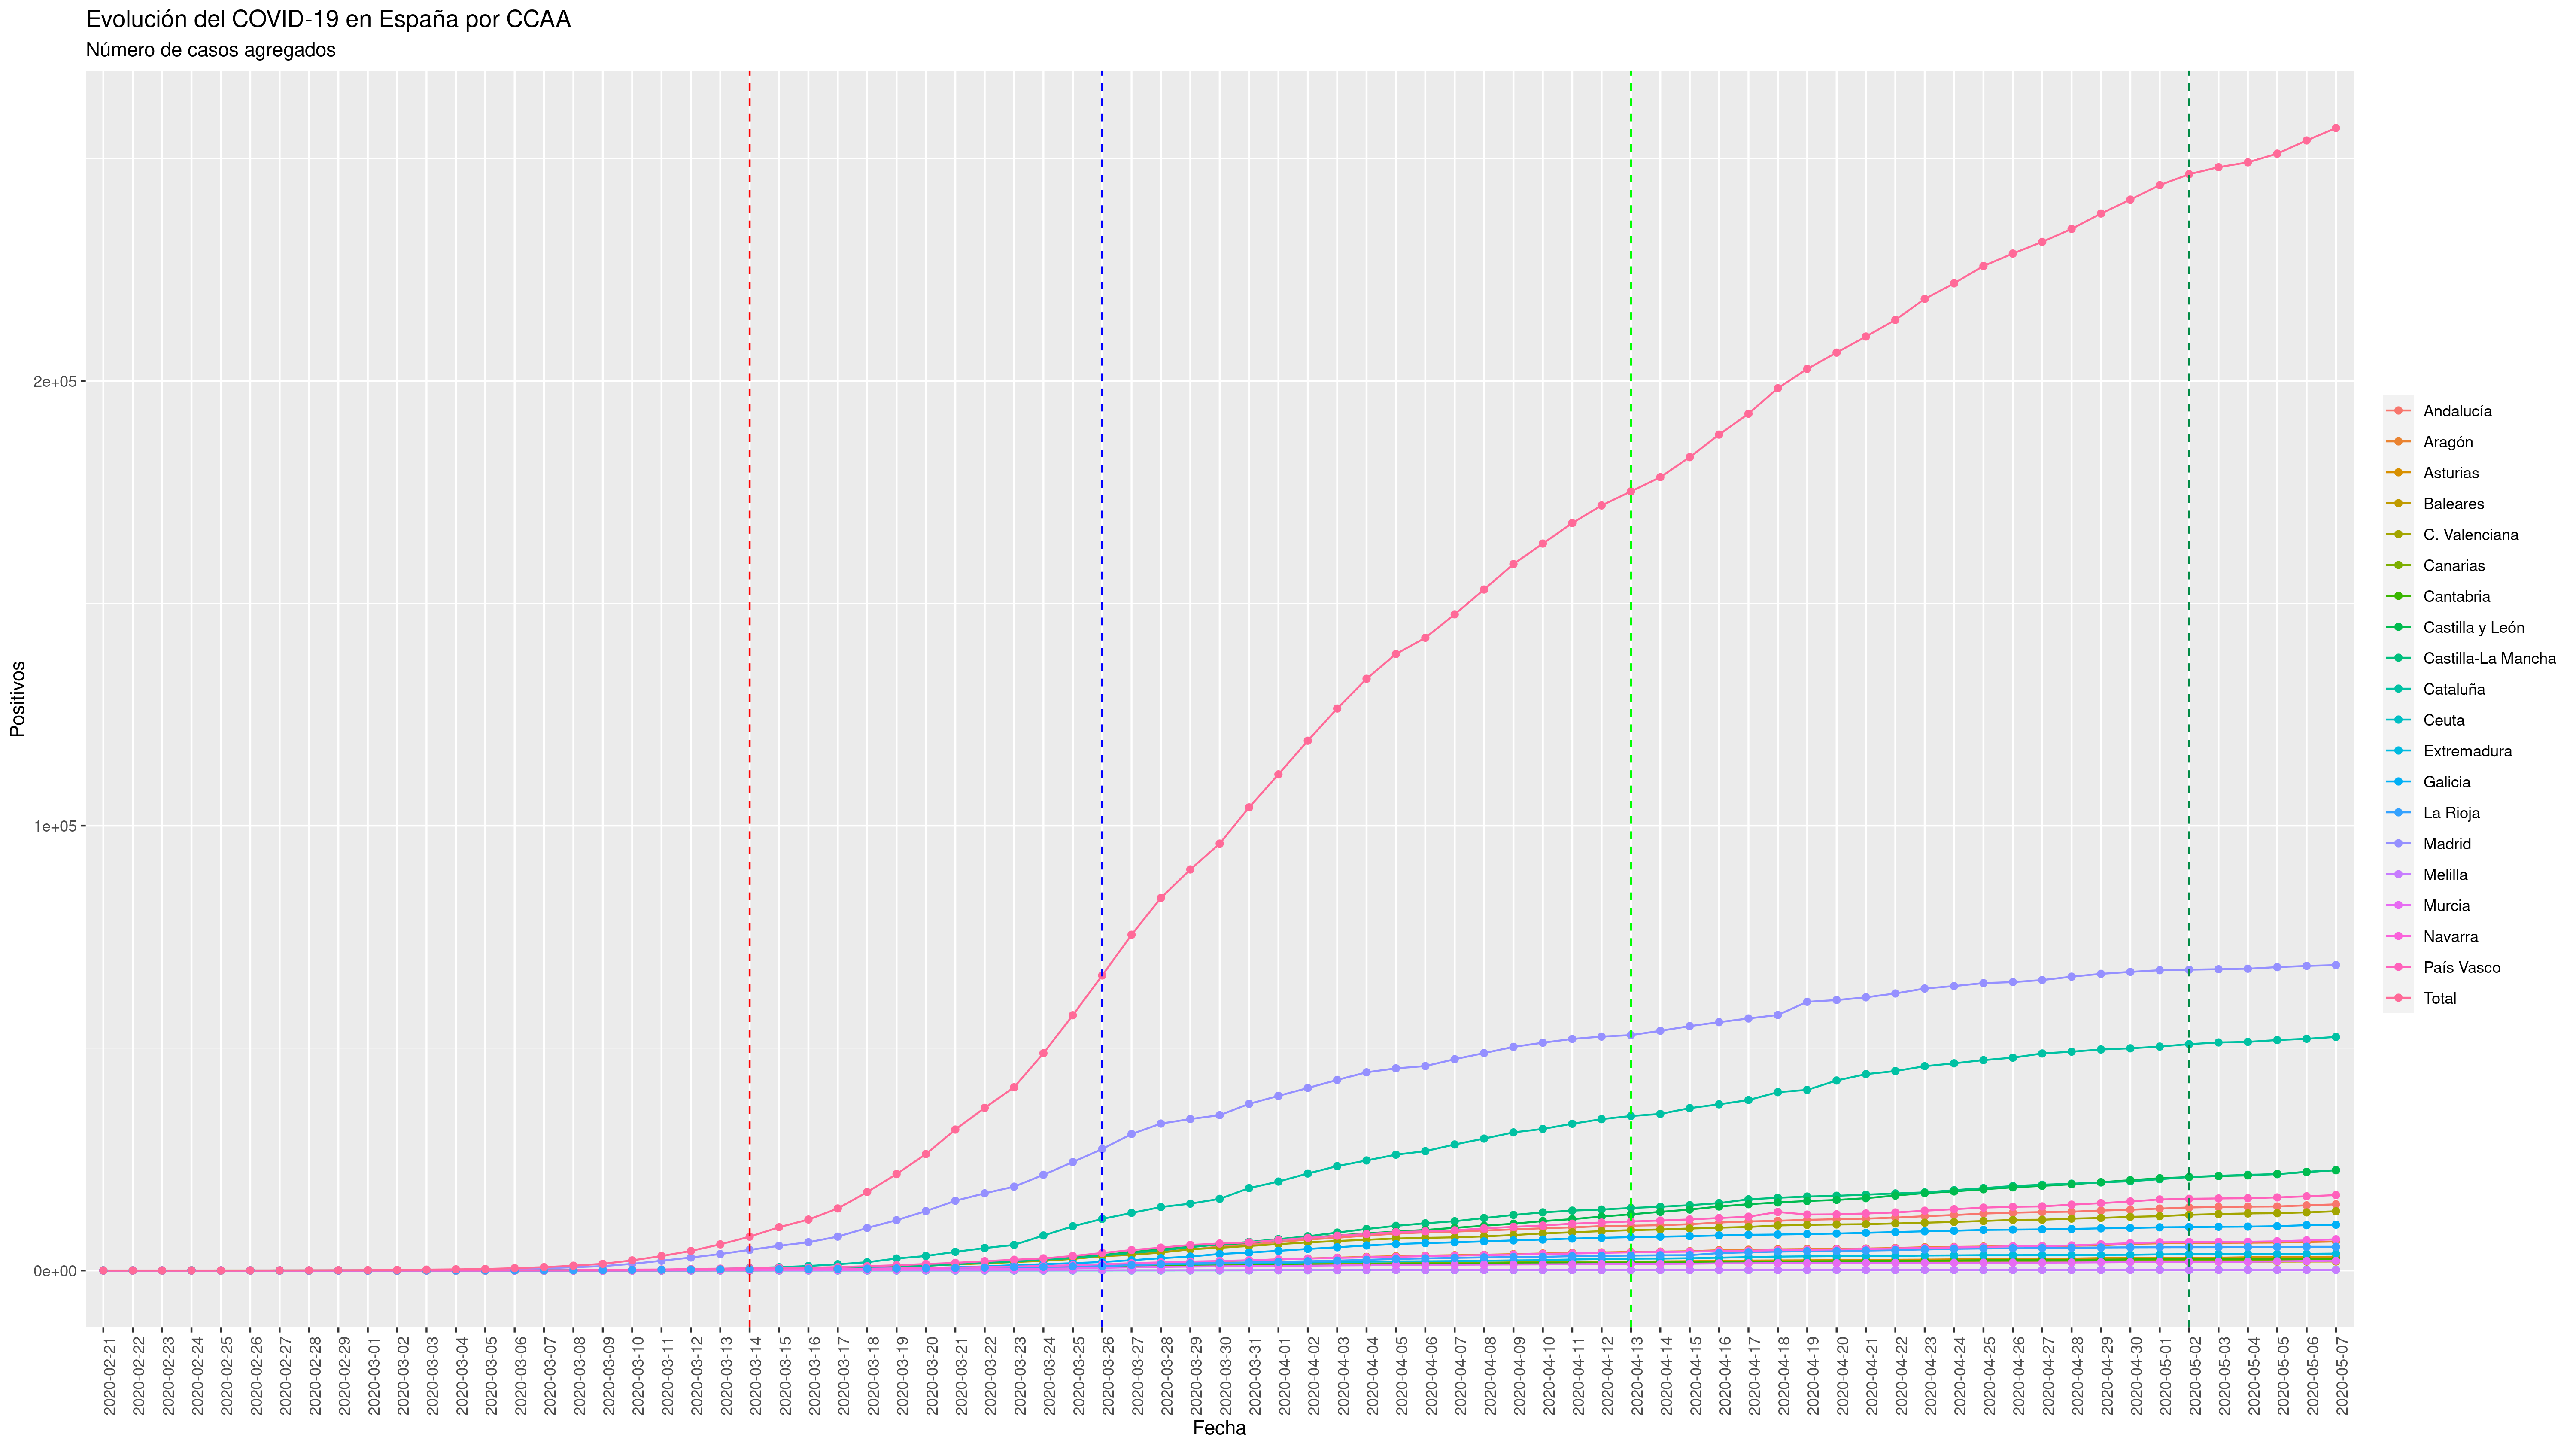 Evolución del COVID-19 en España por CCAA
Número de casos agregados
Positivos
2e+05
1e+05
0e+00
2020-02-21
2020-02-22
2020-02-23
2020-02-24
2020-02-25
2020-02-26
2020-02-27
2020-02-28
2020-02-29
2020-03-01
2020-03-02
2020-03-03
2020-03-04
2020-03-05
2020-03-06
2020-03-07
2020-03-08
2020-03-09
2020-03-10
2020-03-11
2020-03-12
2020-03-13
2020-03-14
2020-03-15
2020-03-16
2020-03-17
2020-03-18
2020-03-19
2020-03-20
2020-03-21
2020-03-22
2020-03-23
2020-03-24
2020-03-25
2020-03-26
2020-03-27
2020-03-28
2020-03-29
2020-03-30
2020-03-31
2020-04-01
2020-04-02
2020-04-03
2020-04-04
2020-04-05
2020-04-06
2020-04-07
2020-04-08
2020-04-09
2020-04-10
2020-04-11
2020-04-12
2020-04-13
2020-04-14
2020-04-15
2020-04-16
2020-04-17
2020-04-18
2020-04-19
2020-04-20
2020-04-21
2020-04-22
2020-04-23
2020-04-24
2020-04-25
2020-04-26
2020-04-27
2020-04-28
2020-04-29
2020-04-30
2020-05-01
2020-05-02
2020-05-03
2020-05-04
2020-05-05
2020-05-06
2020-05-07
Fecha
Andalucía
Aragón
Asturias
Baleares
C. Valenciana
Canarias
Cantabria
Castilla y León
Castilla-La Mancha
Cataluña
Ceuta
Extremadura
Galicia
La Rioja
Madrid
Melilla
Murcia
Navarra
País Vasco
Total